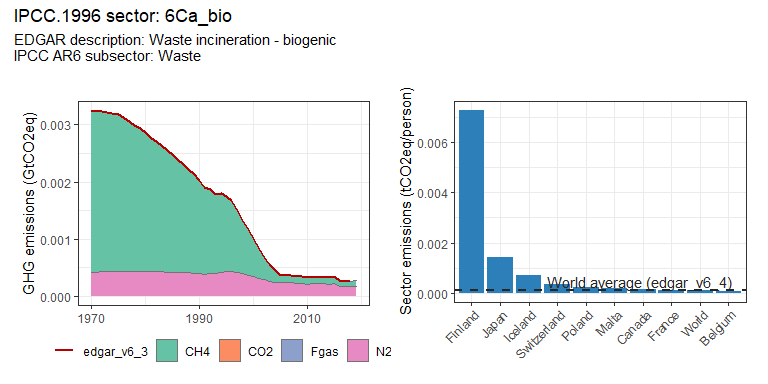 IPCC.1996 sector: 6Ca_bio
EDGAR description: Waste incineration - biogenic
IPCC AR6 subsector: Waste
GHG emissions (GtCO2eq)
0.003
0.002
0.001
0.000
1970
1990
2010
edgar_v6_3
CH4
CO2
Fgas
N2
Sector emissions (tCO2eq/person)
0.006
0.004
0.002
0.000
World average (edgar_v6_4)
Finland
Japan
Iceland
Switzerland
Poland
Malta
Canada
France
World
Belgium